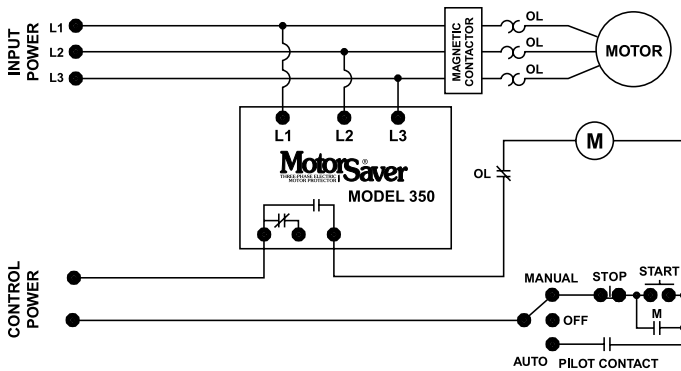 INPUT
POWER
L1
L2
L3
MAGNETIC
CONTACTOR
OL
OL
OL
MOTOR
L1 L2 L3
MotorSaver®
THREE-PHASE ELECTRIC
MOTOR PROTECTOR
MODEL 350
OL
M
CONTROL
POWER
MANUAL
STOP
START
M
OFF
AUTO
PILOT CONTACT